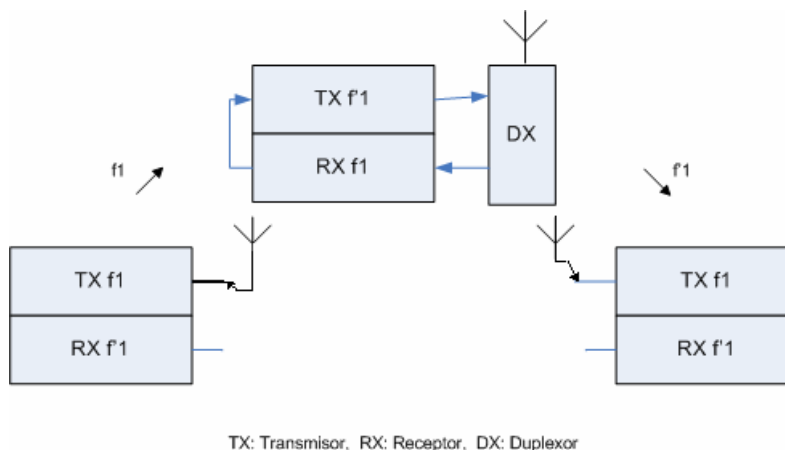 TX f'1
RX f1
DX
f1
f'1
TX f1
RX f'1
TX f1
RX f'1
TX: Transmisor, RX: Receptor, DX: Duplexor